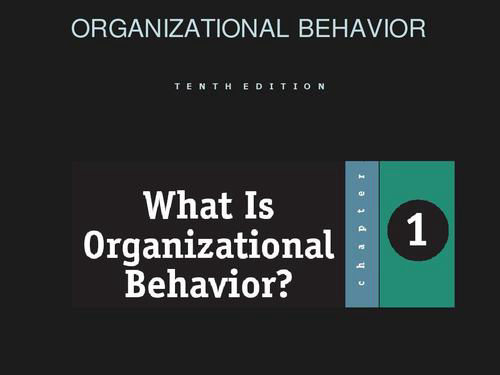 ORGANIZATIONAL BEHAVIOR
TENTH EDITION
What Is
Organizational
Behavior?
chapter
1